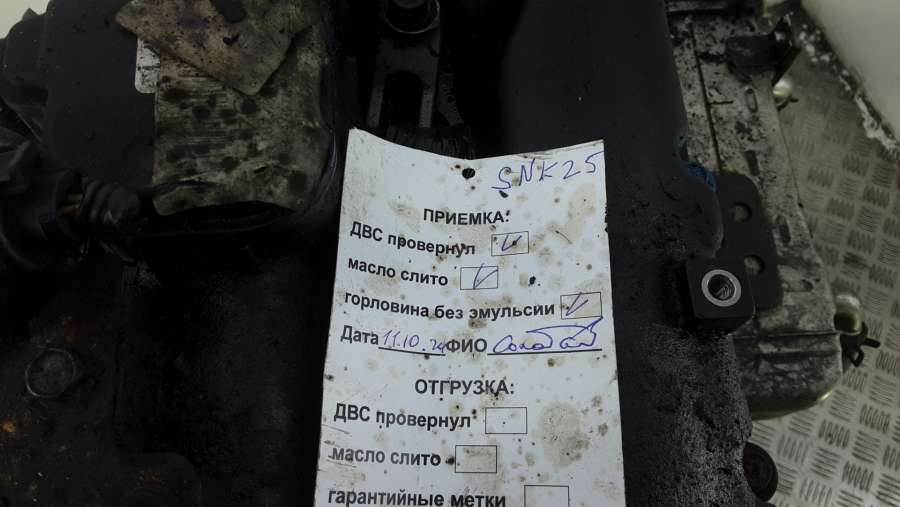 SNK25
ПРИЕМКА:
ДВС провернул
масло слито
горловина без эмульсии
Дата 11.10.24 ФИО
ОТГРУЗКА:
ДВС провернул
масло слито
гарантийные метки